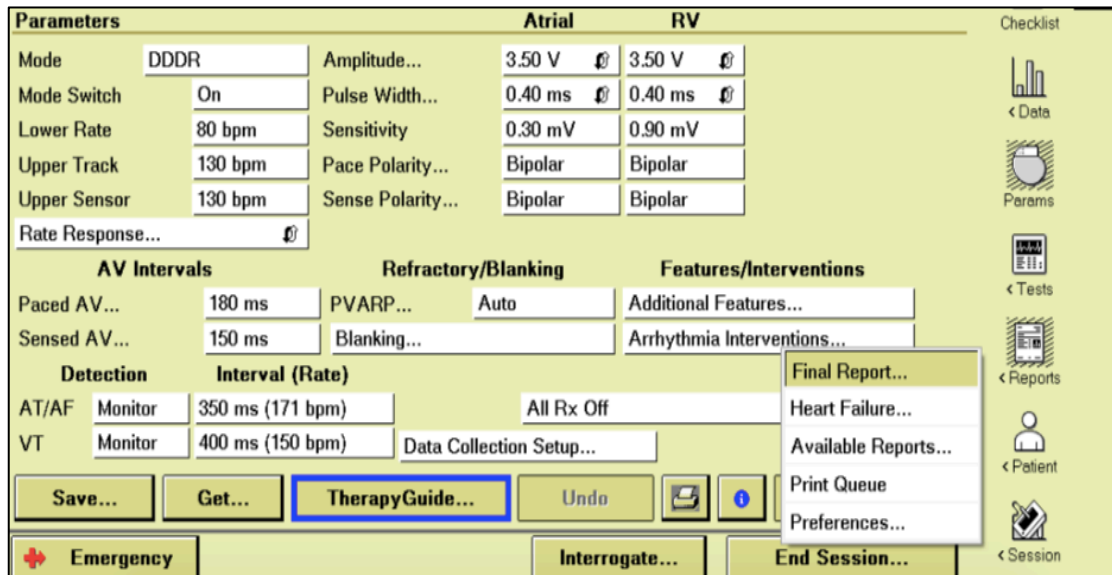 Parameters Atrial RV
Mode DDDR Amplitude... 3.50 V 3.50 V
Mode Switch On Pulse Width... 0.40 ms 0.40 ms
Lower Rate 80 bpm Sensitivity 0.30 mV 0.90 mV
Upper Track 130 bpm Pace Polarity... Bipolar Bipolar
Upper Sensor 130 bpm Sense Polarity... Bipolar Bipolar
Rate Response...
AV Intervals Refractory/Blanking Features/Interventions
Paced AV... 180 ms PVARP... Auto Additional Features...
Sensed AV... 150 ms Blanking... Arrhythmia Interventions...
Detection Interval (Rate)
AT/AF Monitor 350 ms (171 bpm) All Rx Off
VT Monitor 400 ms (150 bpm) Data Collection Setup...
Save... Get... TherapyGuide... Undo
Emergency Interrogate... End Session...
Final Report...
Heart Failure...
Available Reports...
Print Queue
Preferences...
Checklist
< Data
Params
< Tests
< Reports
< Patient
< Session